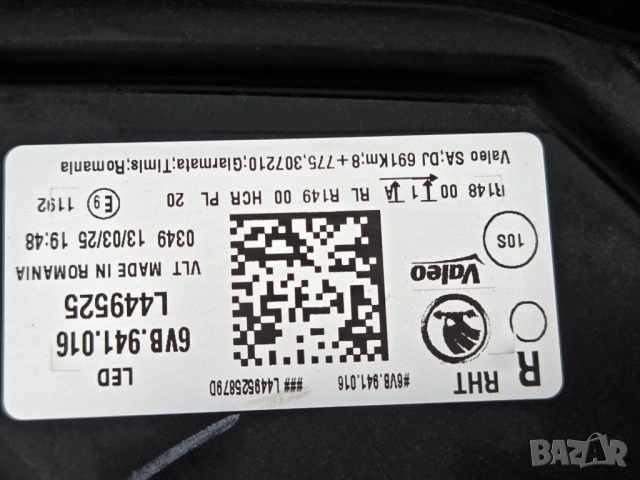 R
RHT
#6VB.941.016
### L449525879D
LED
6VB.941.016
L449525
Valeo
VLT MADE IN ROMANIA
10S
0349 13/03/25 19:48
R148 00 1 A RL R149 00 HCR PL 20
E9 1192
Valeo SA;DJ 691Km;8+775,307210;Giarmata;Timis;Romania
BAZAR